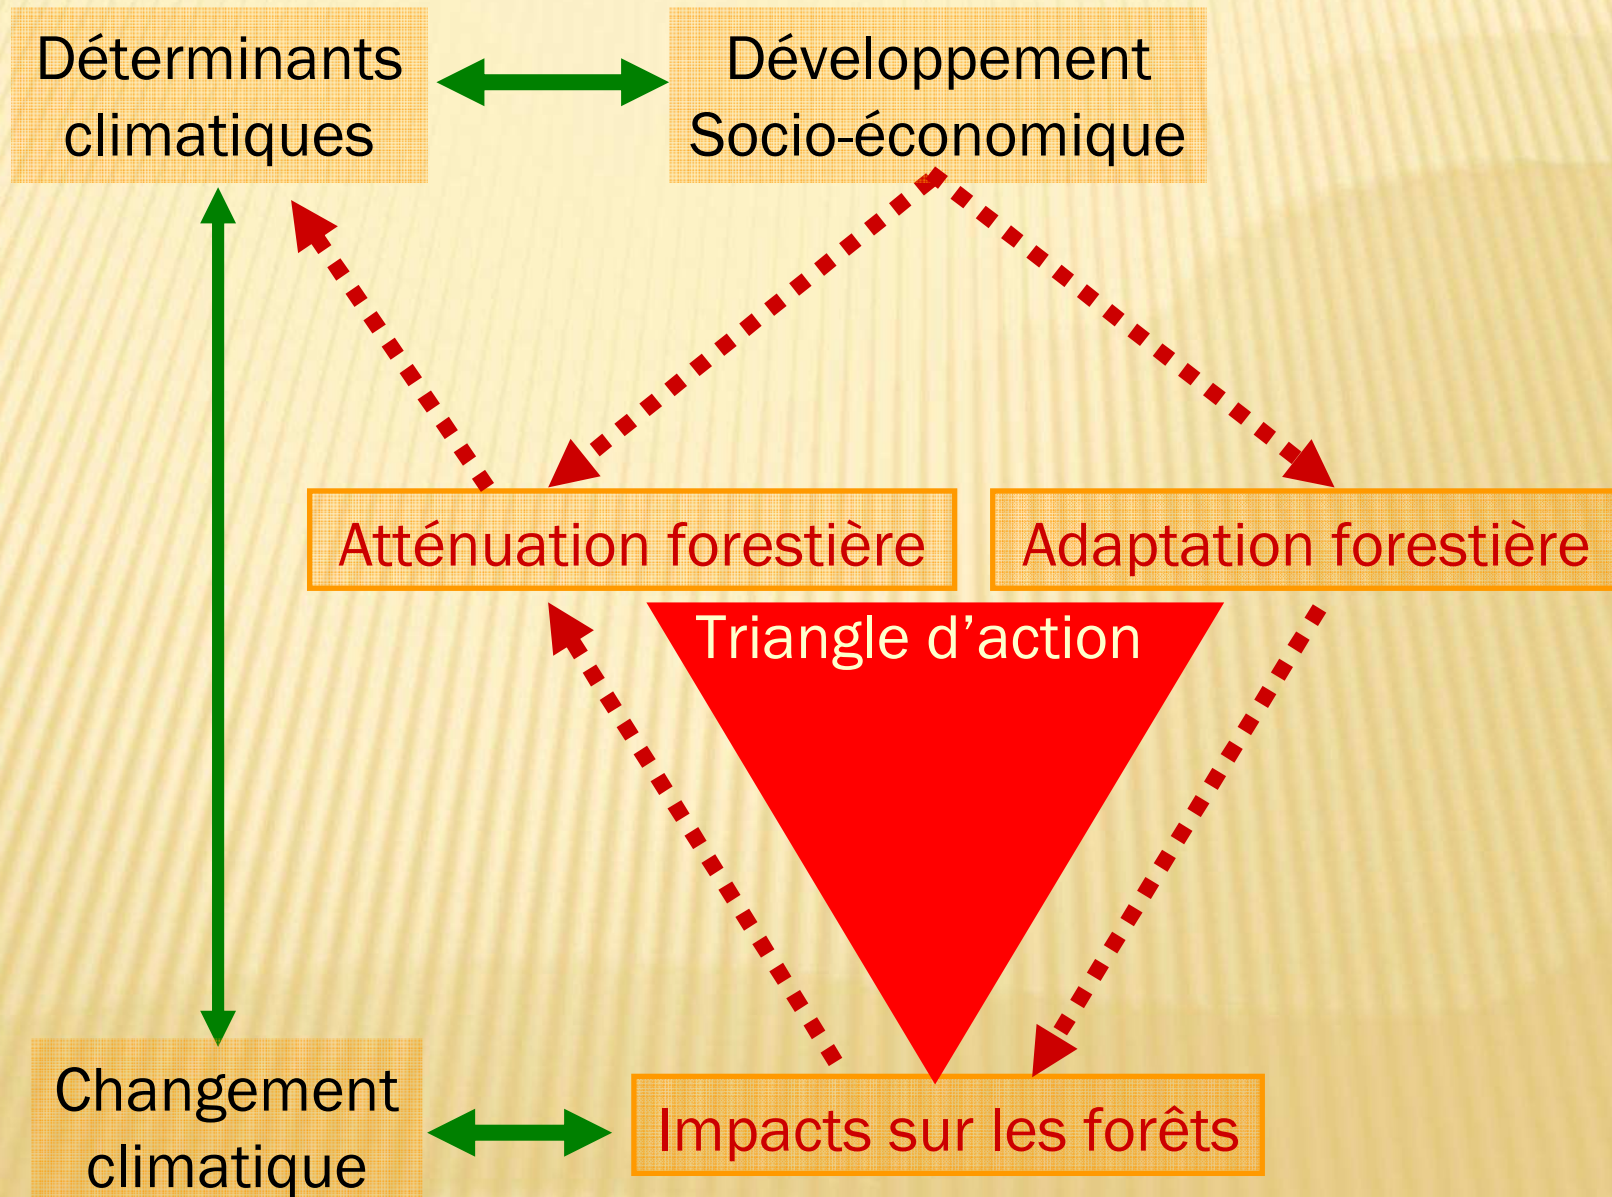 Déterminants
climatiques
Développement
Socio-économique
Atténuation forestière
Adaptation forestière
Triangle d’action
Changement
climatique
Impacts sur les forêts